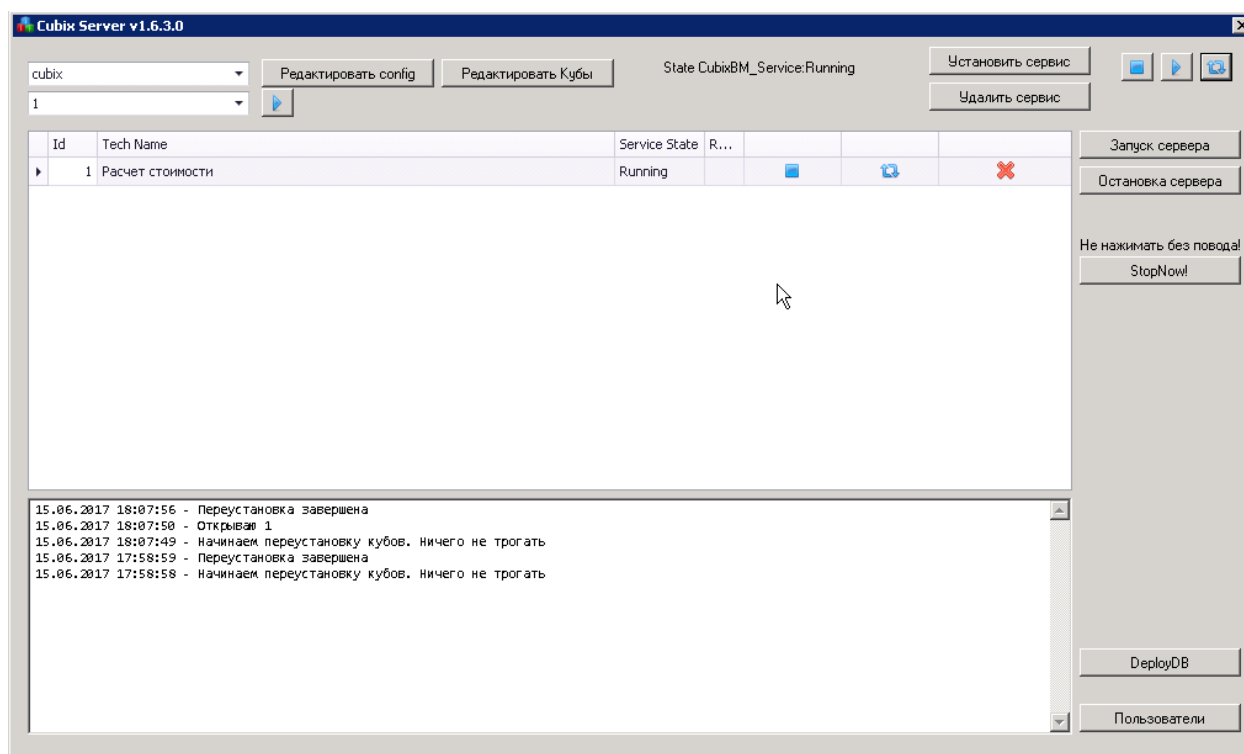 Cubix Server v1.6.3.0
cubix
Редактировать config
Редактировать Кубы
State CubixBM_Service:Running
Установить сервис
1
Удалить сервис
Id Tech Name Service State R...
1 Расчет стоимости Running
Запуск сервера
Остановка сервера
Не нажимать без повода!
StopNow!
15.06.2017 18:07:56 - Переустановка завершена
15.06.2017 18:07:50 - Открываю 1
15.06.2017 18:07:49 - Начинаем переустановку кубов. Ничего не трогать
15.06.2017 17:58:59 - Переустановка завершена
15.06.2017 17:58:58 - Начинаем переустановку кубов. Ничего не трогать
DeployDB
Пользователи